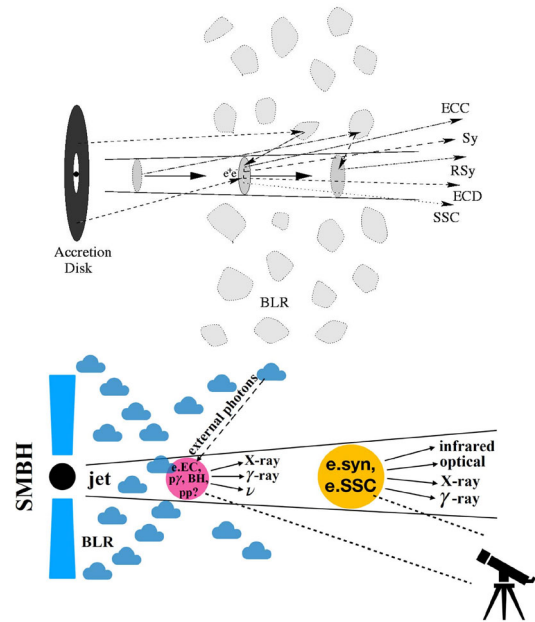 ECC
Sy
e⁺e⁻
RSy
ECD
SSC
Accretion
Disk
BLR
SMBH
jet
BLR
external photons
e.EC,
pγ, BH,
pp?
X-ray
γ-ray
ν
e.syn,
e.SSC
infrared
optical
X-ray
γ-ray